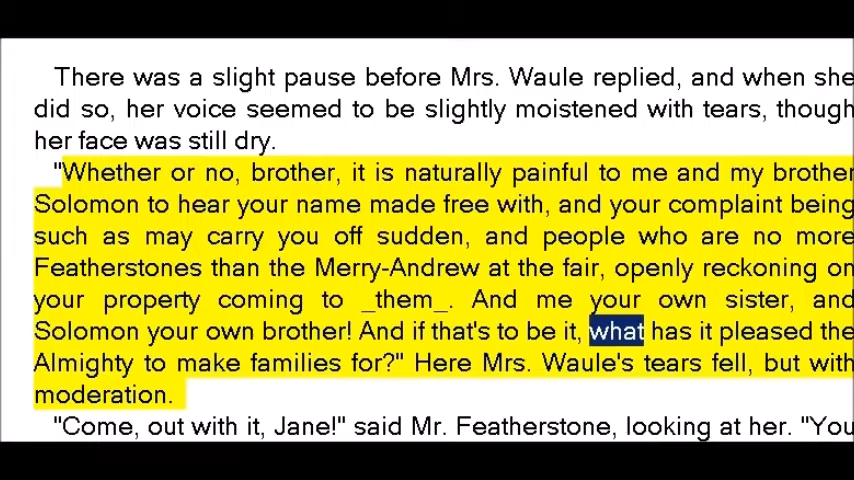 There was a slight pause before Mrs. Waule replied, and when she
did so, her voice seemed to be slightly moistened with tears, though
her face was still dry.
"Whether or no, brother, it is naturally painful to me and my brother
Solomon to hear your name made free with, and your complaint being
such as may carry you off sudden, and people who are no more
Featherstones than the Merry-Andrew at the fair, openly reckoning on
your property coming to _them_. And me your own sister, and
Solomon your own brother! And if that's to be it, what has it pleased the
Almighty to make families for?" Here Mrs. Waule's tears fell, but with
moderation.
"Come, out with it, Jane!" said Mr. Featherstone, looking at her. "You